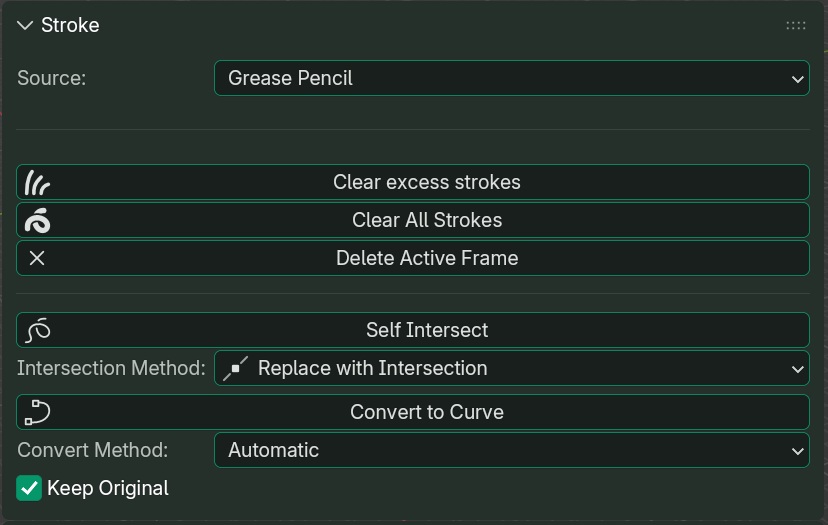 Stroke
Source: Grease Pencil
Clear excess strokes
Clear All Strokes
Delete Active Frame
Self Intersect
Intersection Method: Replace with Intersection
Convert to Curve
Convert Method: Automatic
Keep Original